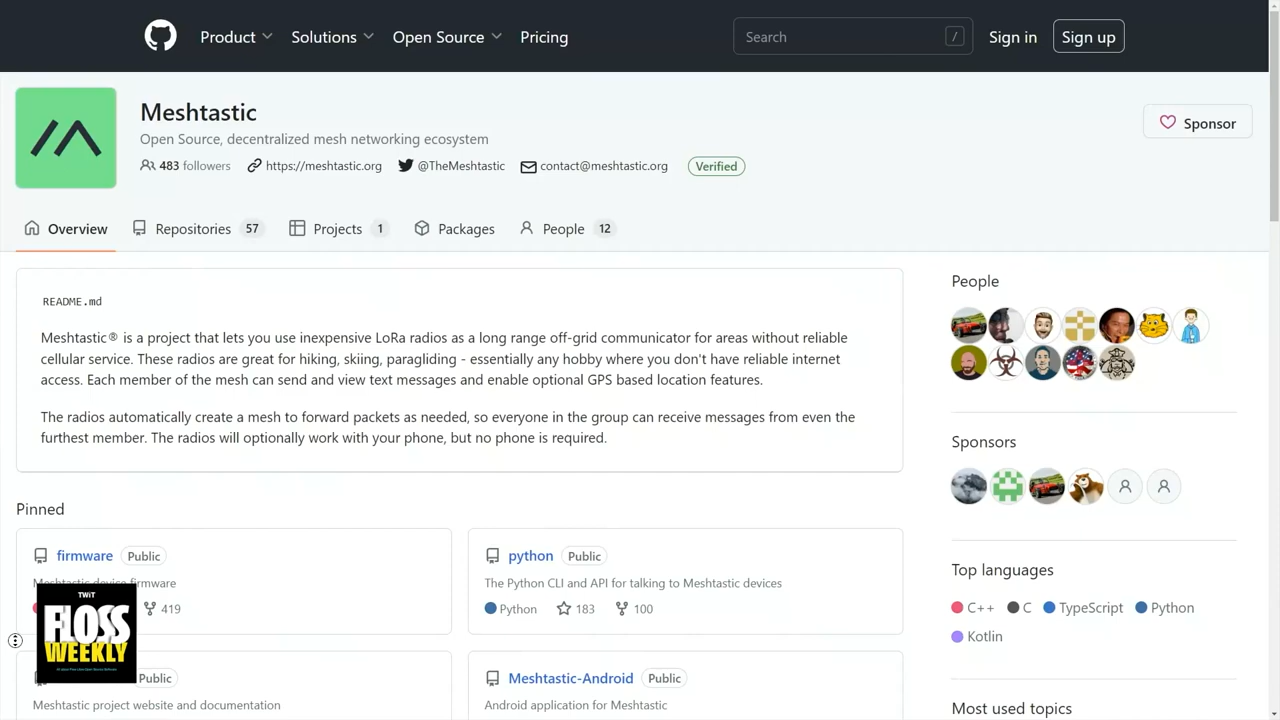 Product Solutions Open Source Pricing Search / Sign in Sign up
Meshtastic
Open Source, decentralized mesh networking ecosystem
Sponsor
483 followers https://meshtastic.org @TheMeshtastic contact@meshtastic.org Verified
Overview Repositories 57 Projects 1 Packages People 12
README.md
Meshtastic® is a project that lets you use inexpensive LoRa radios as a long range off-grid communicator for areas without reliable
cellular service. These radios are great for hiking, skiing, paragliding - essentially any hobby where you don't have reliable internet
access. Each member of the mesh can send and view text messages and enable optional GPS based location features.
The radios automatically create a mesh to forward packets as needed, so everyone in the group can receive messages from even the
furthest member. The radios will optionally work with your phone, but no phone is required.
Pinned
firmware Public
Meshtastic device firmware
419
python Public
The Python CLI and API for talking to Meshtastic devices
Python 183 100
TWiT
FLOSS
WEEKLY
Public
Meshtastic project website and documentation
Meshtastic-Android Public
Android application for Meshtastic
People
Sponsors
Top languages
C++ C TypeScript Python
Kotlin
Most used topics